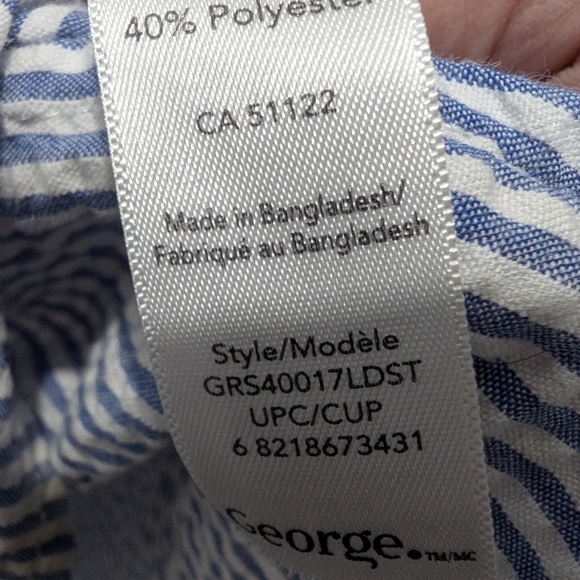 40% Polyester
CA 51122
Made in Bangladesh/
Fabriqué au Bangladesh
Style/Modèle
GRS40017LDST
UPC/CUP
6 8218673431
George.TM/MC